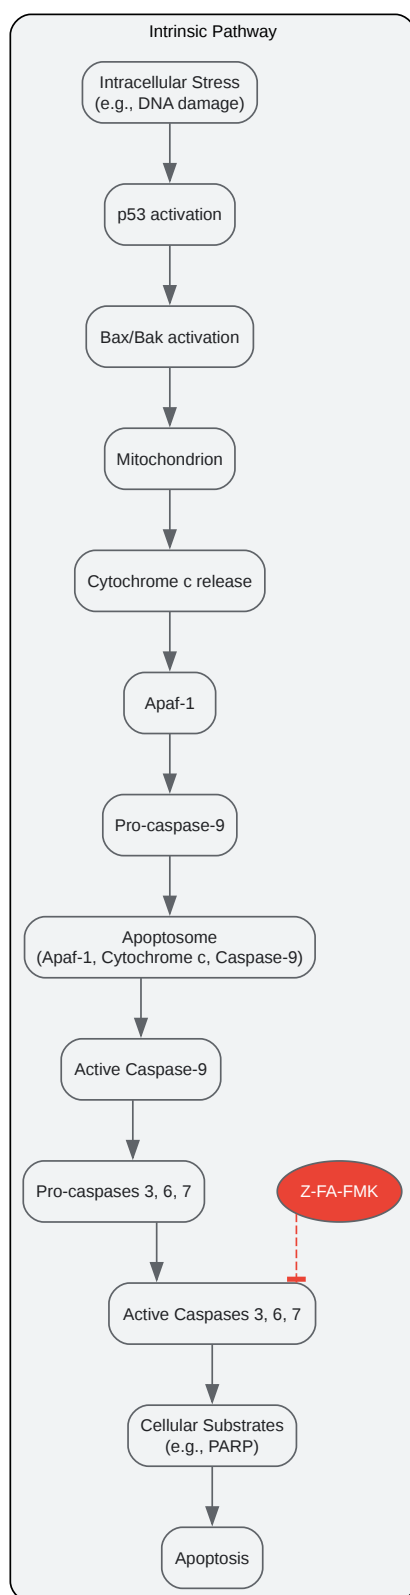 Intrinsic Pathway
Intracellular Stress
(e.g., DNA damage)
p53 activation
Bax/Bak activation
Mitochondrion
Cytochrome c release
Apaf-1
Pro-caspase-9
Apoptosome
(Apaf-1, Cytochrome c, Caspase-9)
Active Caspase-9
Pro-caspases 3, 6, 7
Z-FA-FMK
Active Caspases 3, 6, 7
Cellular Substrates
(e.g., PARP)
Apoptosis